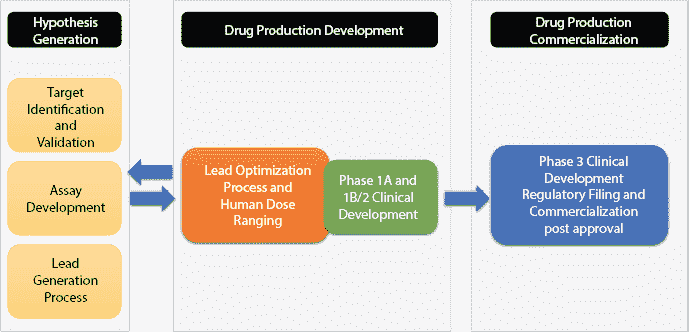 Hypothesis
Generation
Drug Production Development
Drug Production
Commercialization
Target
Identification
and
Validation
Assay
Development
Lead
Generation
Process
Lead Optimization
Process and
Human Dose
Ranging
Phase 1A and
1B/2 Clinical
Development
Phase 3 Clinical
Development
Regulatory Filing and
Commercialization
post approval